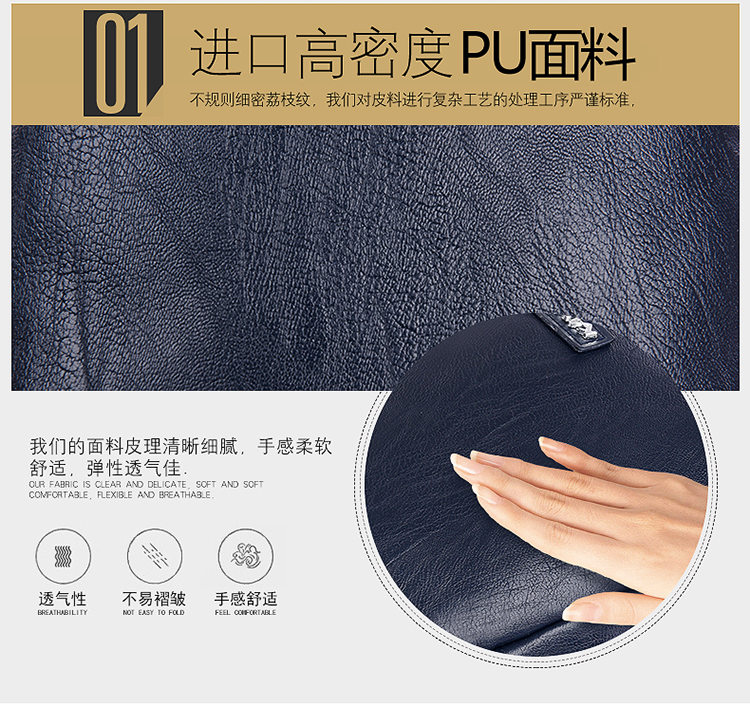 01
进口高密度PU面料
不规则细密荔枝纹，我们对皮料进行复杂工艺的处理工序严谨标准，
我们的面料皮理清晰细腻，手感柔软
舒适，弹性透气佳．
OUR FABRIC IS CLEAR AND DELICATE, SOFT AND SOFT
COMFORTABLE, FLEXIBLE AND BREATHABLE.
透气性 不易褶皱 手感舒适
BREATHABILITY NOT EASY TO FOLD FEEL COMFORTABLE